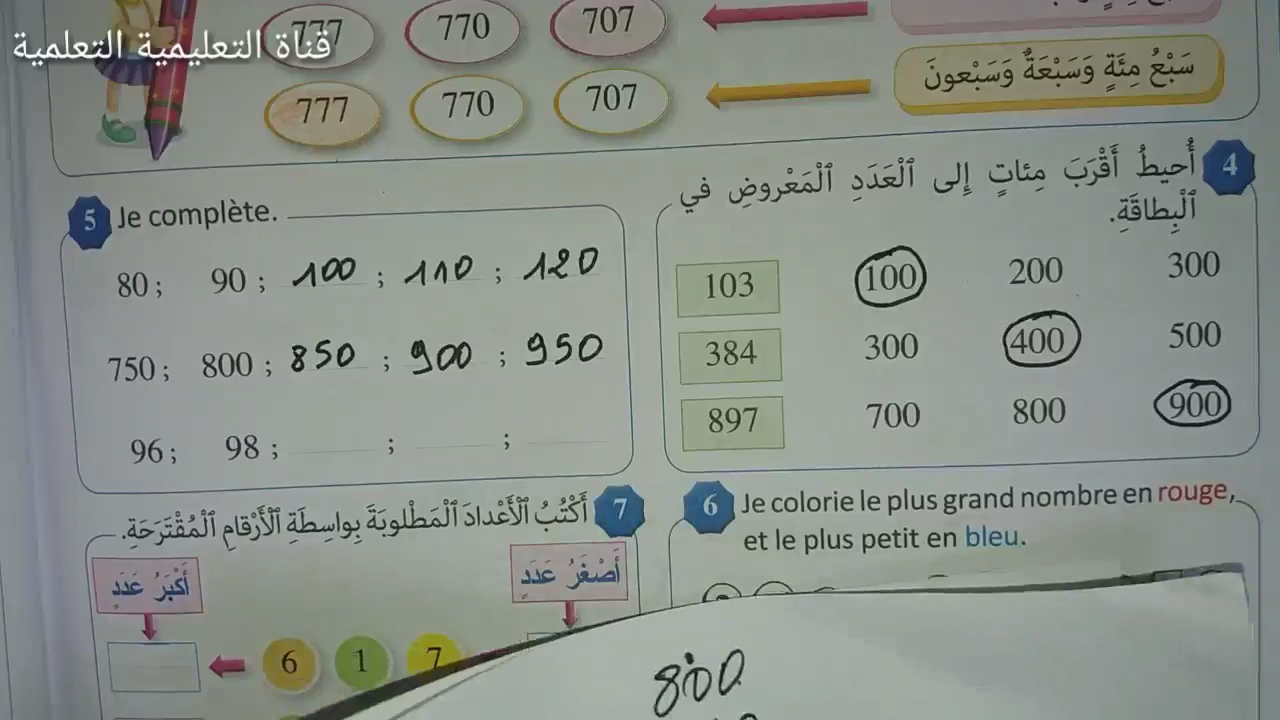 قناة التعليمية التعلمية
777 770 707
سَبْعُ مِئَةٍ وَسَبْعَةٌ وَسَبْعونَ
777 770 707
4 أُحيطُ أَقْرَبَ مِئاتٍ إِلى ٱلْعَدَدِ ٱلْمَعْروضِ في
ٱلْبِطاقَةِ.
103 100 200 300
384 300 400 500
897 700 800 900
5 Je complète.
80 ; 90 ; 100 ; 110 ; 120
750 ; 800 ; 850 ; 900 ; 950
96 ; 98 ; ; ;
6 Je colorie le plus grand nombre en rouge,
et le plus petit en bleu.
7 أَكْتُبُ ٱلْأَعْدادَ ٱلْمَطْلوبَةَ بِواسِطَةِ ٱلْأَرْقامِ ٱلْمُقْتَرَحَةِ.
أَصْغَرُ عَدَدٍ
أَكْبَرُ عَدَدٍ
6 1 7
800